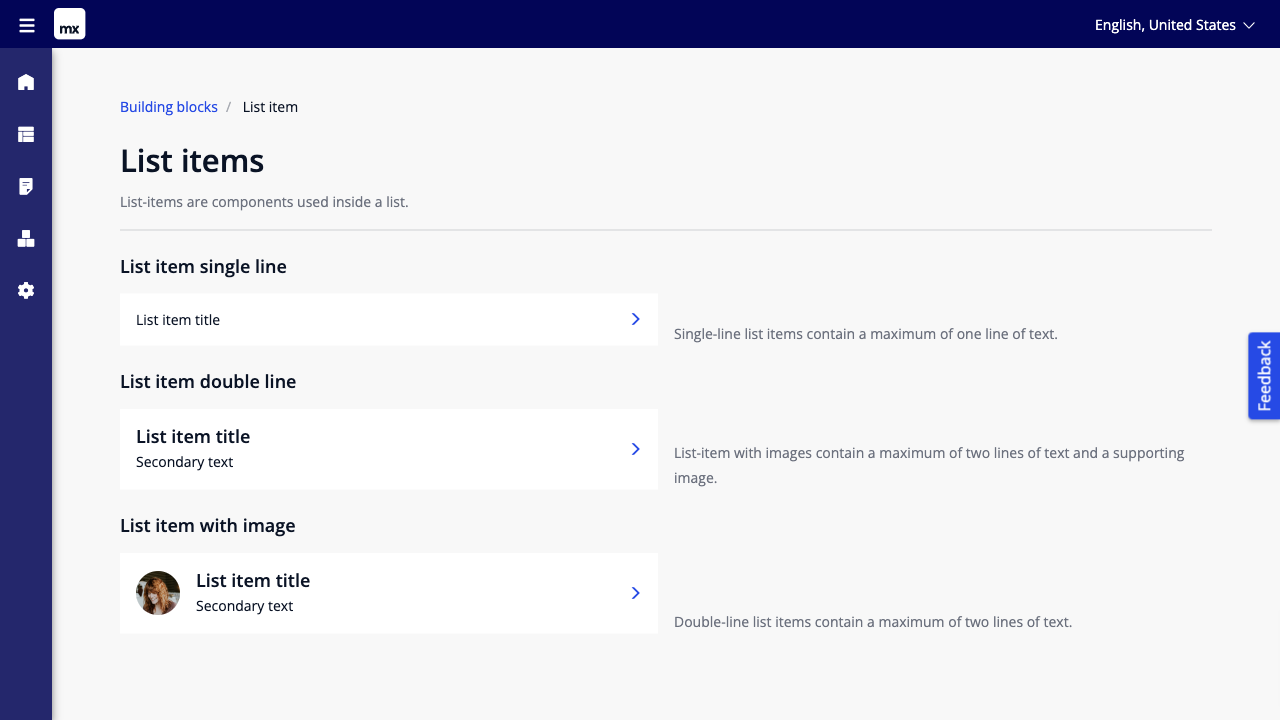 mx
English, United States
Building blocks / List item
List items
List-items are components used inside a list.
List item single line
List item title
Single-line list items contain a maximum of one line of text.
List item double line
List item title
Secondary text
List-item with images contain a maximum of two lines of text and a supporting
image.
List item with image
List item title
Secondary text
Double-line list items contain a maximum of two lines of text.
Feedback